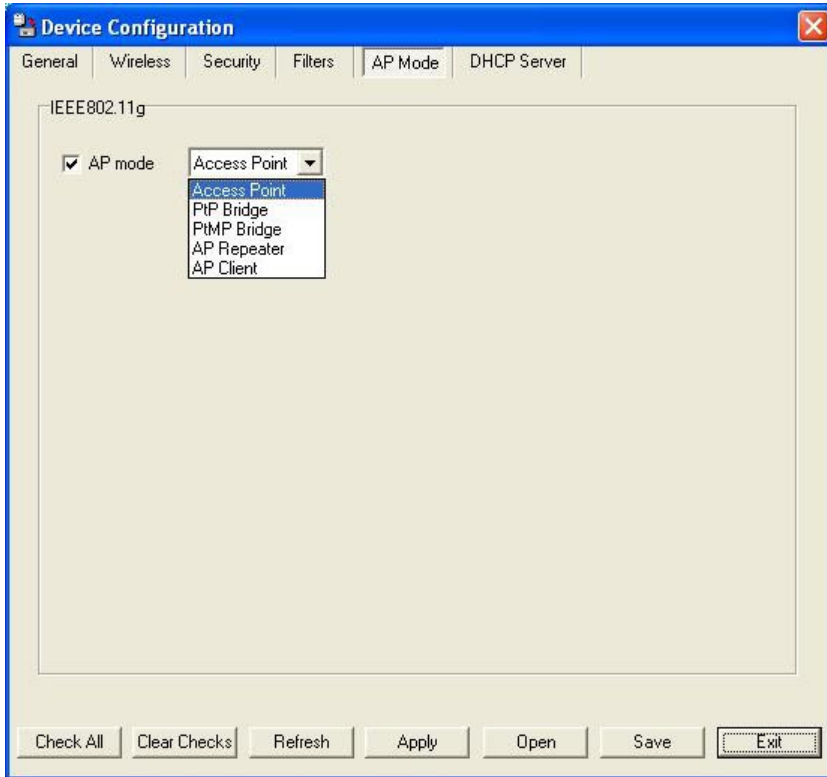 Device Configuration
General Wireless Security Filters AP Mode DHCP Server
IEEE802.11g
AP mode Access Point
Access Point
PtP Bridge
PtMP Bridge
AP Repeater
AP Client
Check All Clear Checks Refresh Apply Open Save Exit